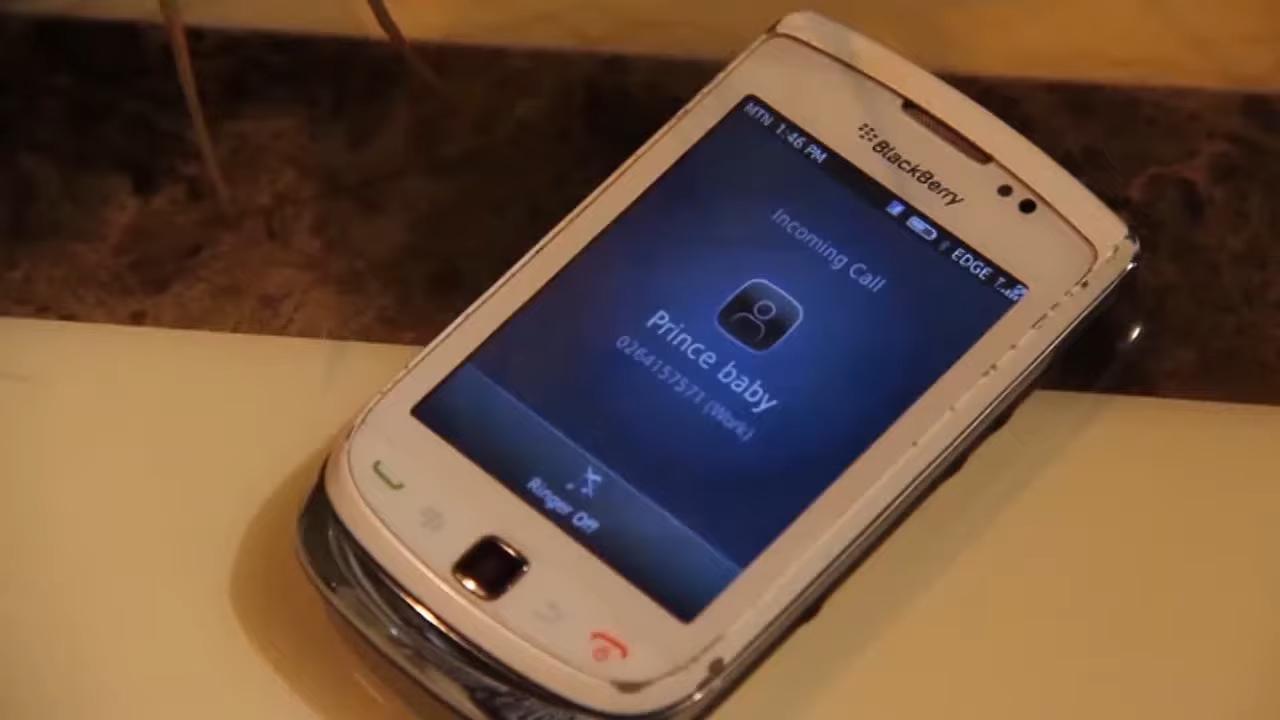 BlackBerry
MTN 1:46 PM EDGE
Incoming Call
Prince baby
0264157571 (Work)
Ringer Off